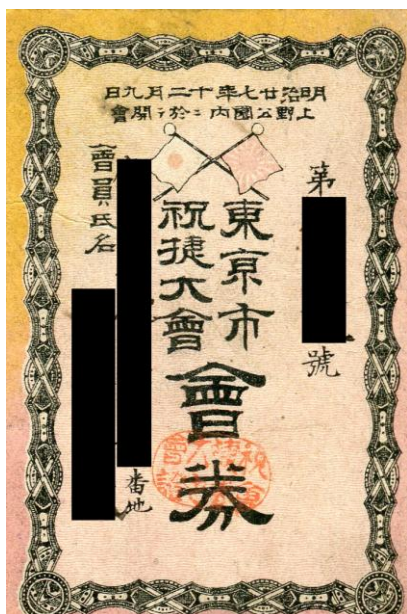 明治廿七年十二月九日
上野公園内ニ於テ開會
第
號
東京市
祝捷大會
會券
會員氏名
番地